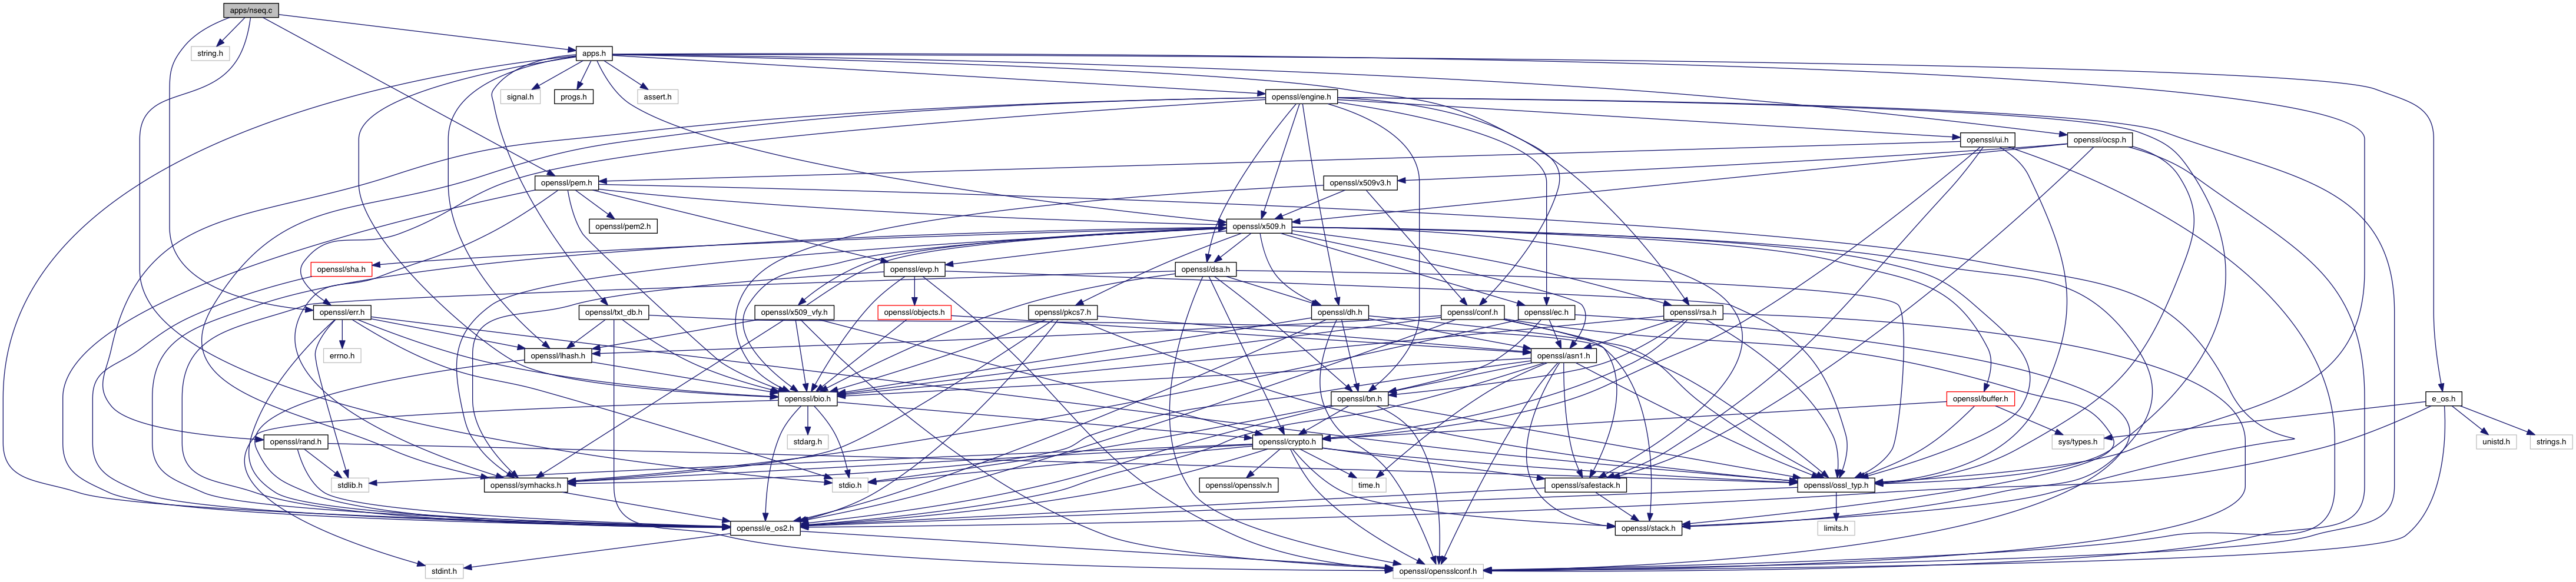 apps/nseq.c
string.h
apps.h
signal.h
progs.h
assert.h
openssl/engine.h
openssl/ui.h
openssl/ocsp.h
openssl/pem.h
openssl/x509v3.h
openssl/pem2.h
openssl/x509.h
openssl/sha.h
openssl/evp.h
openssl/dsa.h
openssl/err.h
openssl/txt_db.h
openssl/x509_vfy.h
openssl/objects.h
openssl/pkcs7.h
openssl/dh.h
openssl/conf.h
openssl/ec.h
openssl/rsa.h
errno.h
openssl/lhash.h
openssl/asn1.h
openssl/bio.h
openssl/bn.h
openssl/buffer.h
e_os.h
openssl/rand.h
stdarg.h
openssl/crypto.h
sys/types.h
unistd.h
strings.h
stdlib.h
openssl/symhacks.h
stdio.h
openssl/opensslv.h
time.h
openssl/safestack.h
openssl/ossl_typ.h
openssl/e_os2.h
openssl/stack.h
limits.h
stdint.h
openssl/opensslconf.h